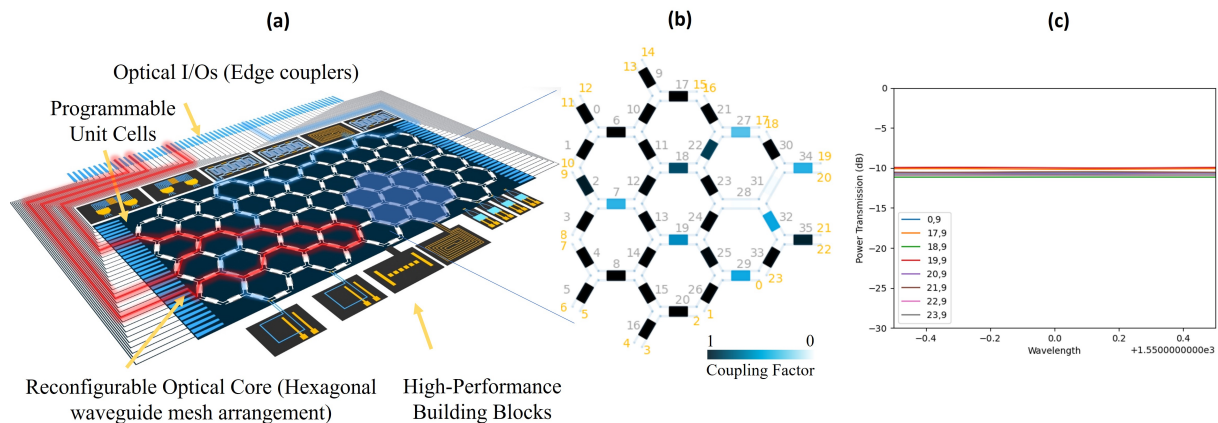 (a)
Optical I/Os (Edge couplers)
Programmable
Unit Cells
Reconfigurable Optical Core (Hexagonal
waveguide mesh arrangement)
High-Performance
Building Blocks
(b)
14
13 9
12 17 15
11 0 10 16
6 21 27 17
18
1 11 22 30
18 34 19
10
9 20
2 12 23 31
7 28
3 13 24 32
8 19 35 21
7 22
4 14 25 33
8 29 23
5 15 26 0
6 5 20 1
16 2
4 3
1 0
Coupling Factor
(c)
Power Transmission (dB)
0
−5
−10
−15
−20
−25
−30
0,9
17,9
18,9
19,9
20,9
21,9
22,9
23,9
−0.4 −0.2 0.0 0.2 0.4
Wavelength
+1.5500000000e3